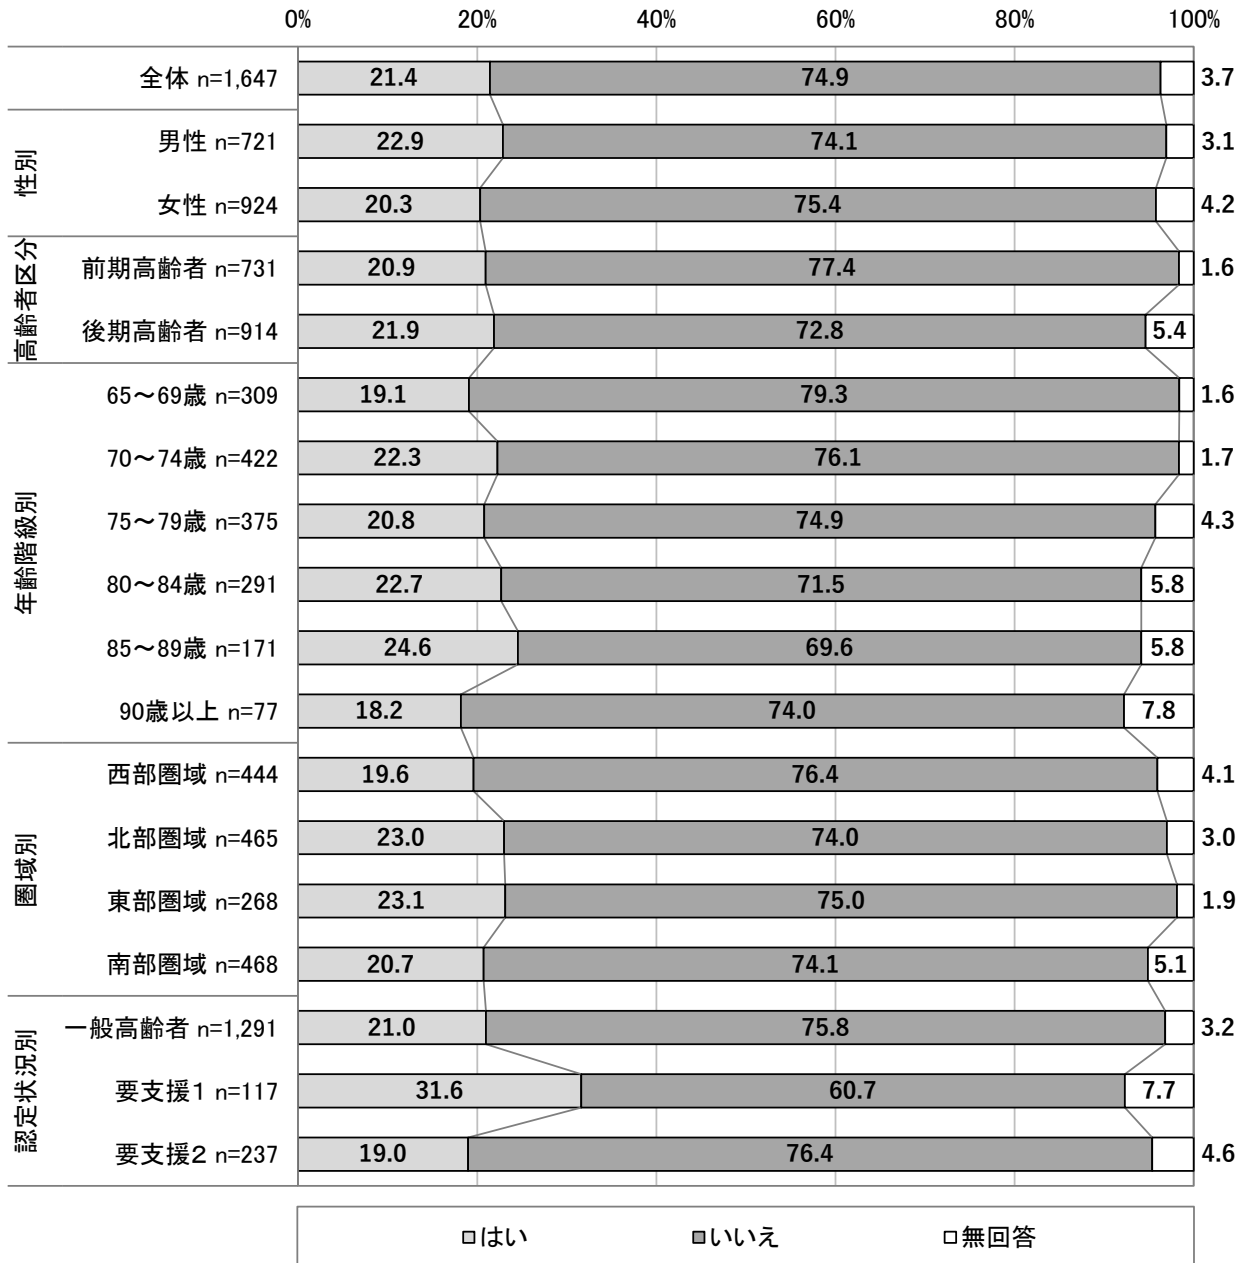 0% 20% 40% 60% 80% 100%
全体 n=1,647 21.4 74.9 3.7
性別
男性 n=721 22.9 74.1 3.1
女性 n=924 20.3 75.4 4.2
高齢者区分
前期高齢者 n=731 20.9 77.4 1.6
後期高齢者 n=914 21.9 72.8 5.4
年齢階級別
65～69歳 n=309 19.1 79.3 1.6
70～74歳 n=422 22.3 76.1 1.7
75～79歳 n=375 20.8 74.9 4.3
80～84歳 n=291 22.7 71.5 5.8
85～89歳 n=171 24.6 69.6 5.8
90歳以上 n=77 18.2 74.0 7.8
圏域別
西部圏域 n=444 19.6 76.4 4.1
北部圏域 n=465 23.0 74.0 3.0
東部圏域 n=268 23.1 75.0 1.9
南部圏域 n=468 20.7 74.1 5.1
認定状況別
一般高齢者 n=1,291 21.0 75.8 3.2
要支援1 n=117 31.6 60.7 7.7
要支援2 n=237 19.0 76.4 4.6
はい いいえ 無回答